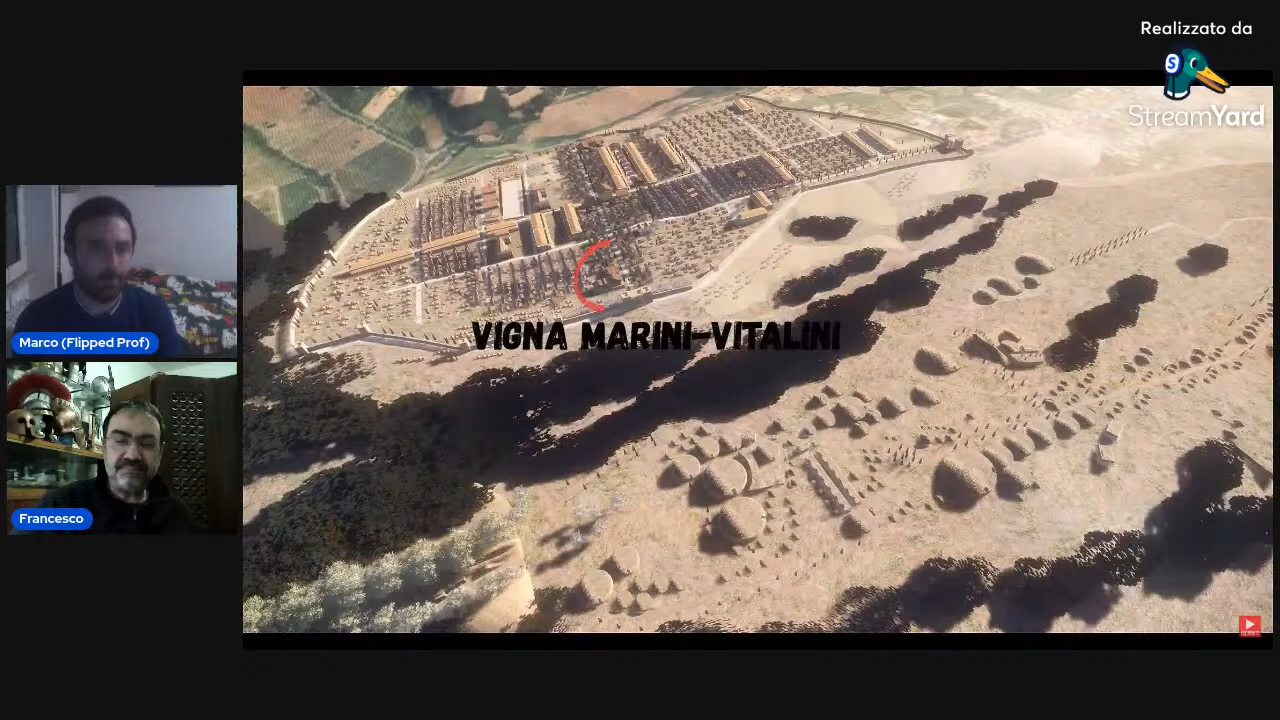 Realizzato da
StreamYard
Marco (Flipped Prof)
VIGNA MARINI-VITALINI
Francesco